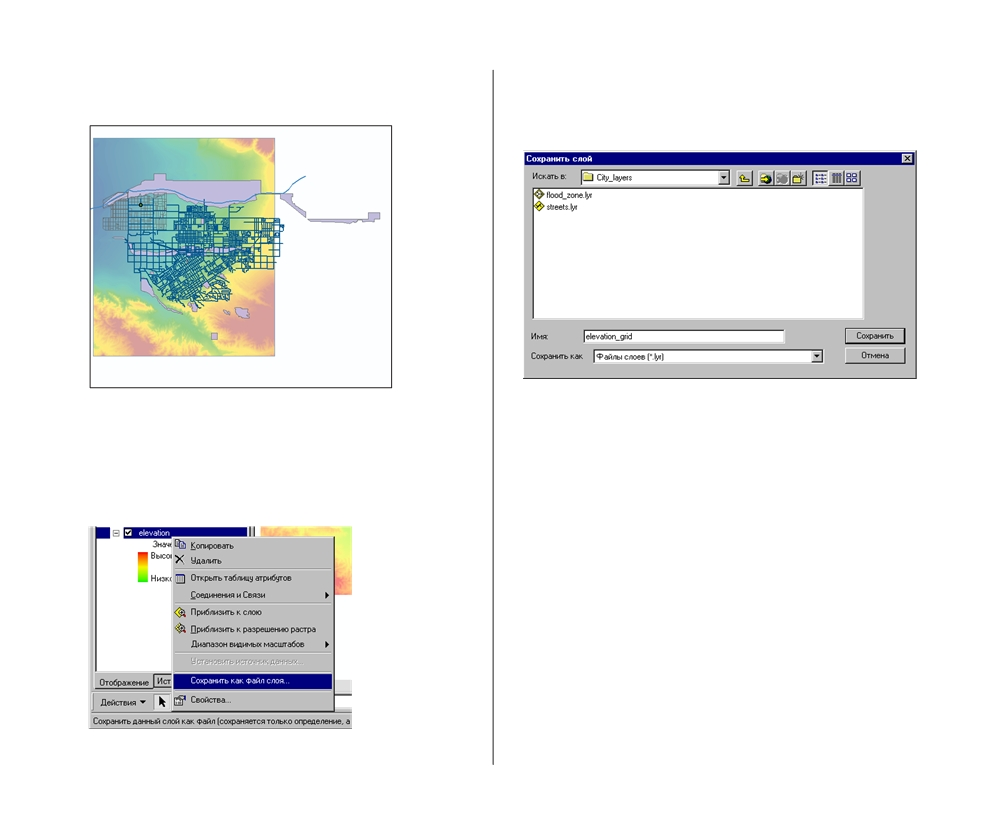 elevation
Высо
Низко
Копировать
Удалить
Открыть таблицу атрибутов
Соединения и Связи
Приблизить к слою
Приблизить к разрешению растра
Диапазон видимых масштабов
Установить источник данных...
Сохранить как файл слоя...
Свойства...
Отображение
Ист
Действия
Сохранить данный слой как файл (сохраняется только определение, а
Сохранить слой
Искать в:
City_layers
flood_zone.lyr
streets.lyr
Имя:
elevation_grid
Сохранить
Сохранить как
Файлы слоев (*.lyr)
Отмена